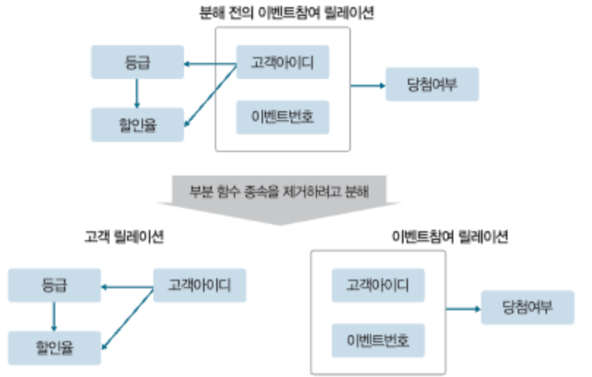 분해 전의 이벤트참여 릴레이션
등급
고객아이디
당첨여부
할인율
이벤트번호
부분 함수 종속을 제거하려고 분해
고객 릴레이션
이벤트참여 릴레이션
등급
고객아이디
고객아이디
당첨여부
할인율
이벤트번호